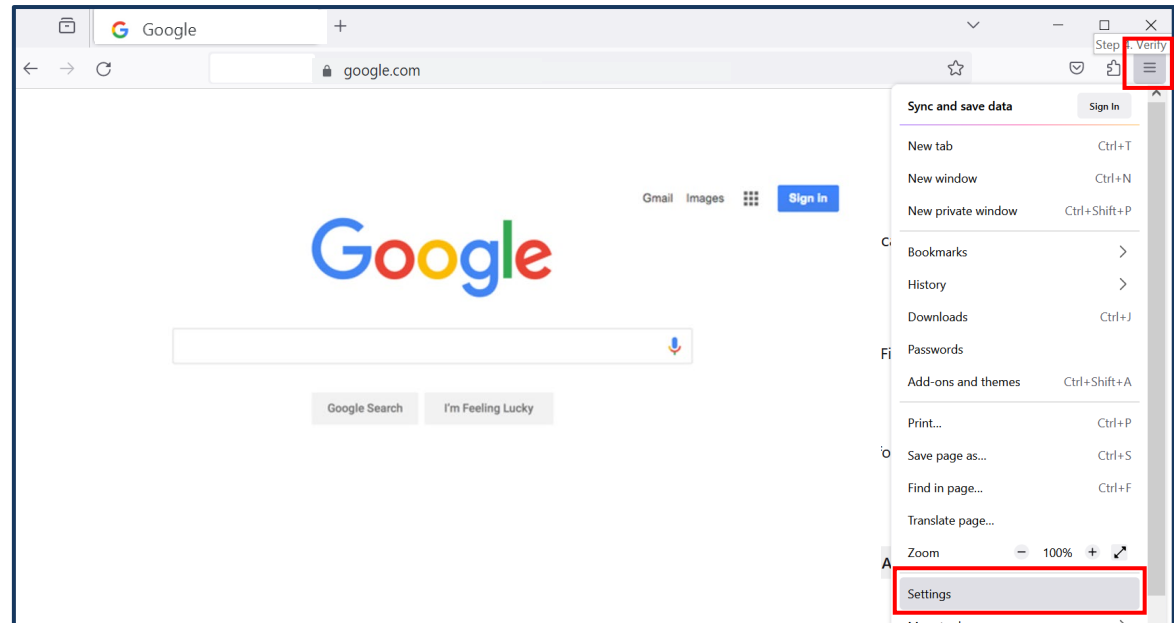 Google
Step 4. Verify
google.com
Sync and save data Sign In
New tab Ctrl+T
New window Ctrl+N
New private window Ctrl+Shift+P
Bookmarks
History
Downloads Ctrl+J
Passwords
Add-ons and themes Ctrl+Shift+A
Print... Ctrl+P
Save page as... Ctrl+S
Find in page... Ctrl+F
Translate page...
Zoom − 100% +
Settings
Gmail Images Sign In
Google
Google Search I'm Feeling Lucky
Fi